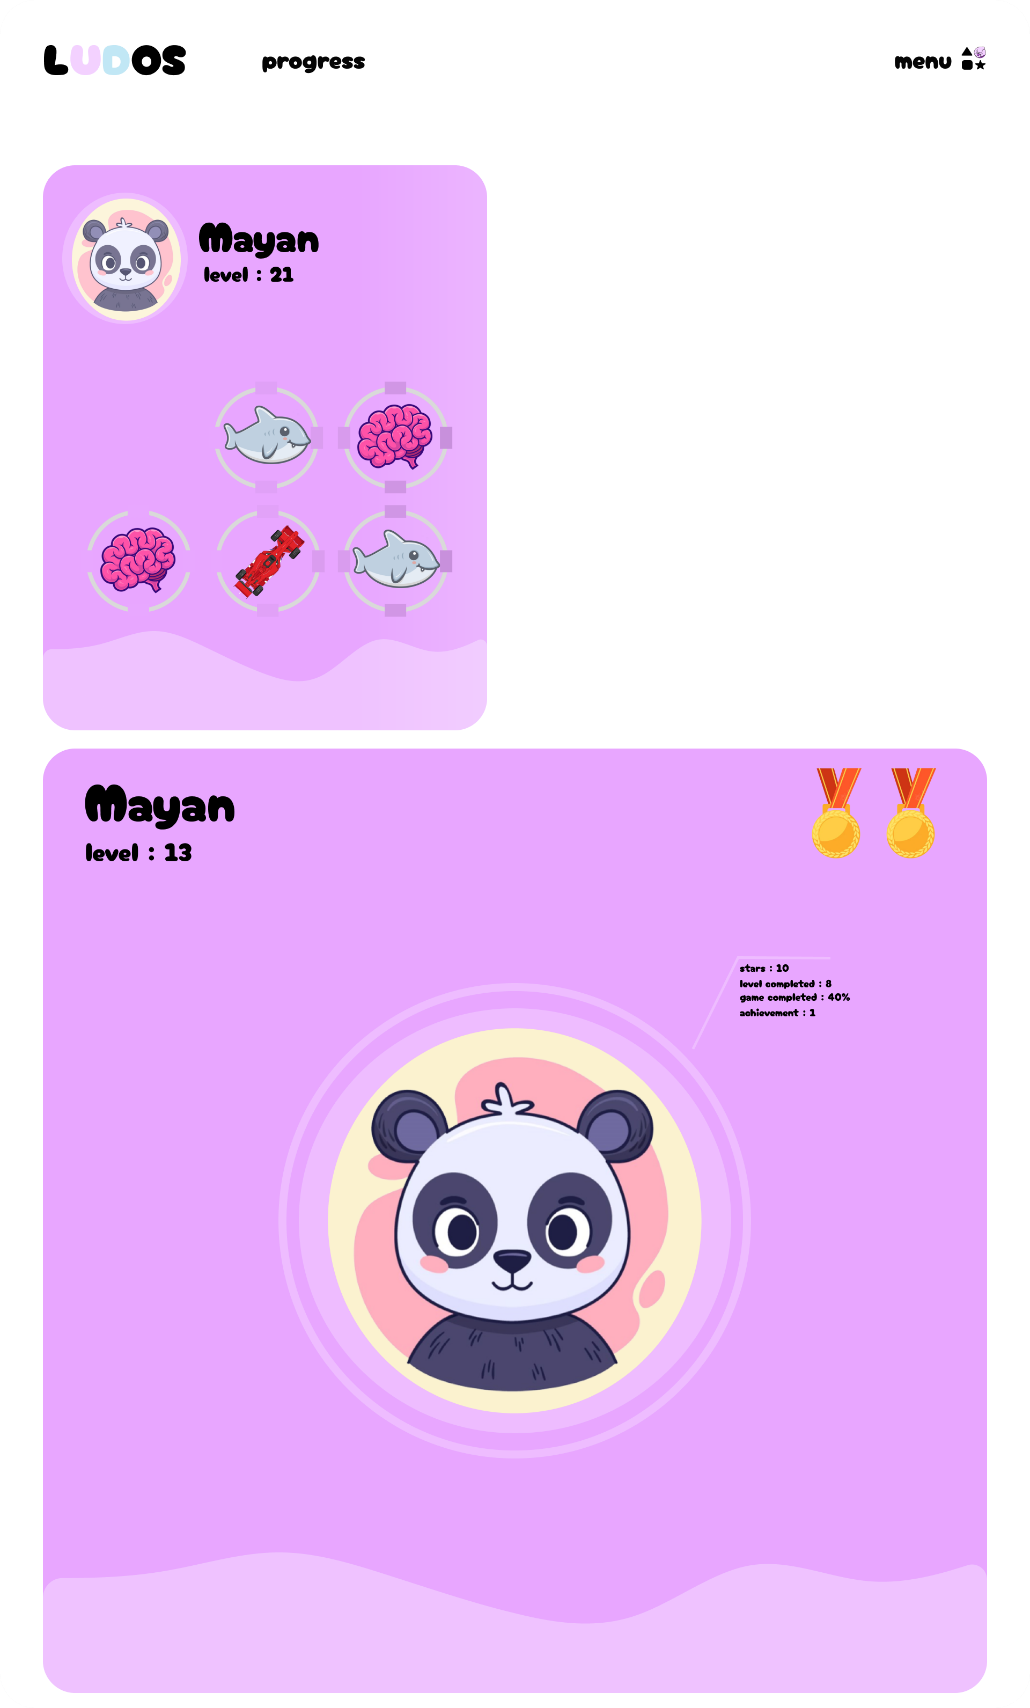 LUDOS
progress
menu
Mayan
level : 21
Mayan
level : 13
stars : 10
level completed : 8
game completed : 40%
achievement : 1